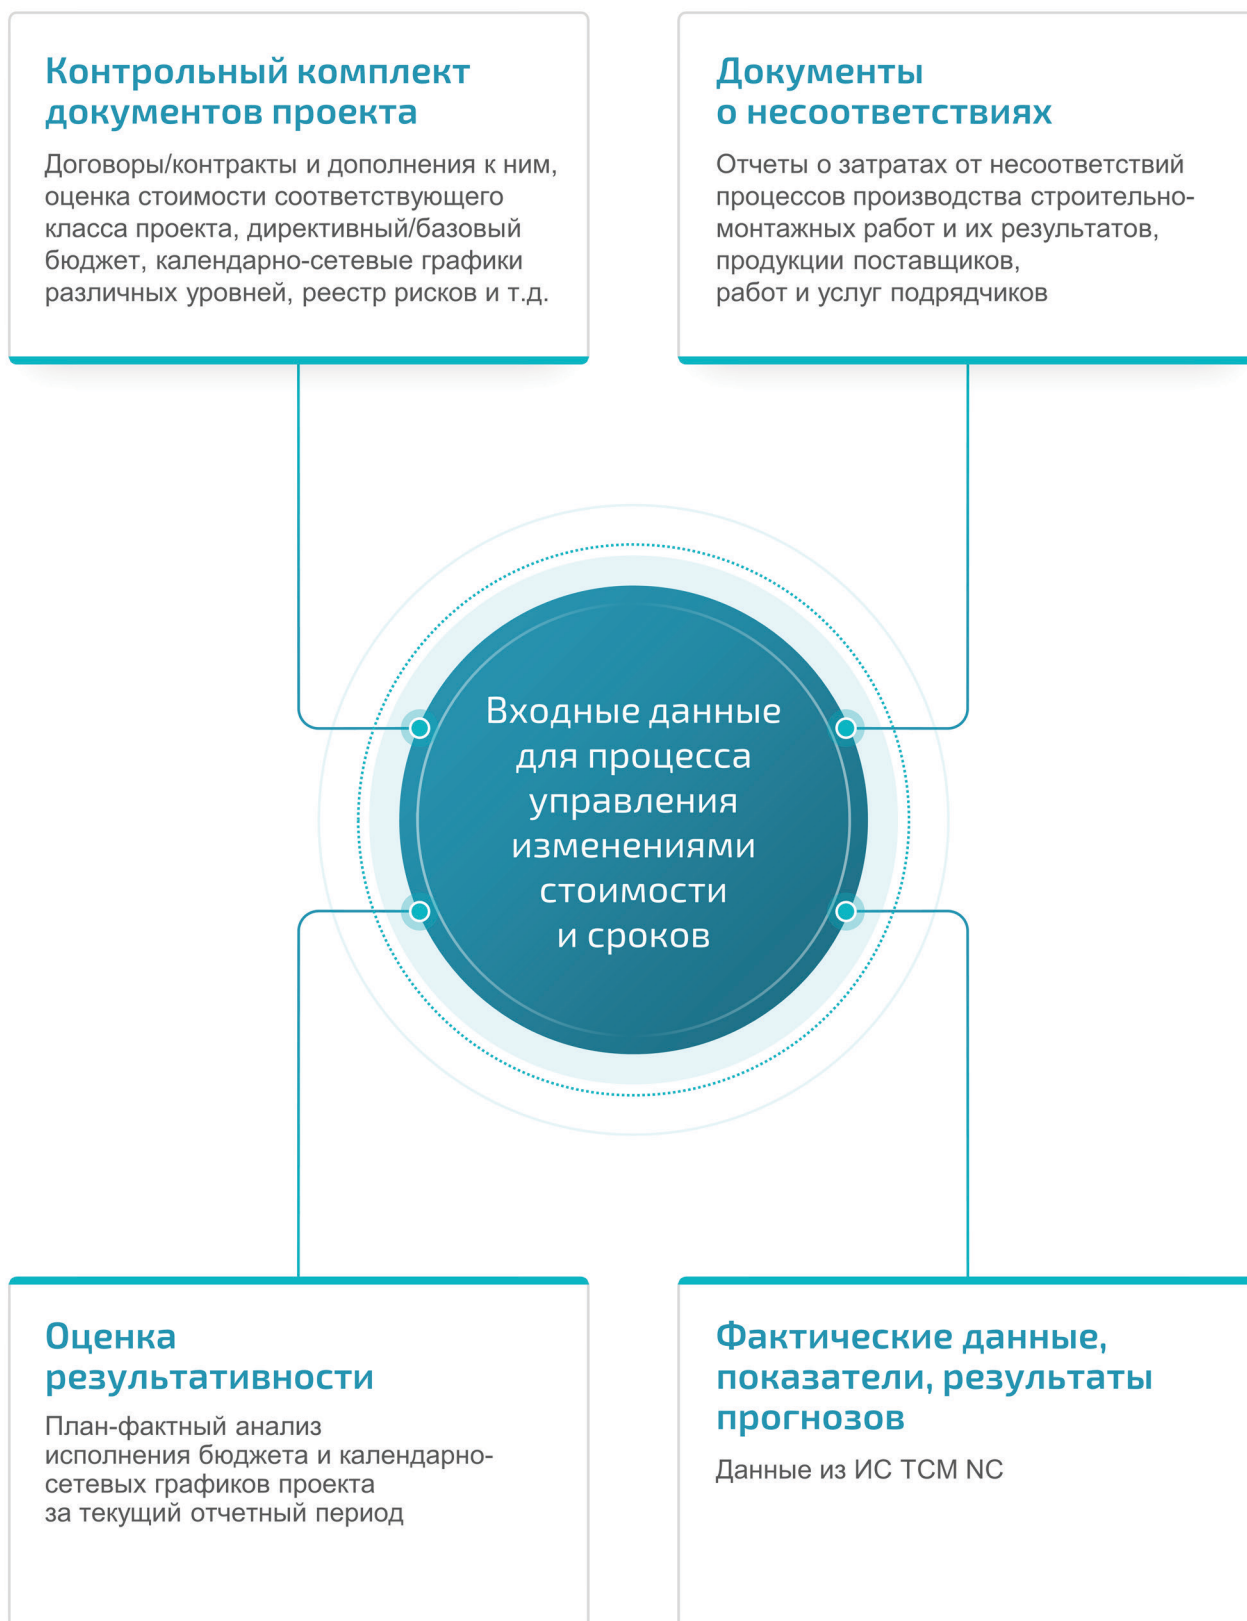 Контрольный комплект
документов проекта
Договоры/контракты и дополнения к ним,
оценка стоимости соответствующего
класса проекта, директивный/базовый
бюджет, календарно-сетевые графики
различных уровней, реестр рисков и т.д.
Документы
о несоответствиях
Отчеты о затратах от несоответствий
процессов производства строительно-
монтажных работ и их результатов,
продукции поставщиков,
работ и услуг подрядчиков
Входные данные
для процесса
управления
изменениями
стоимости
и сроков
Оценка
результативности
План-фактный анализ
исполнения бюджета и календарно-
сетевых графиков проекта
за текущий отчетный период
Фактические данные,
показатели, результаты
прогнозов
Данные из ИС TCM NC